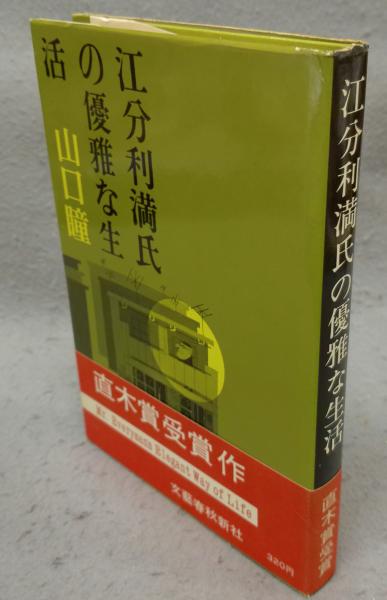 江分利満氏
の優雅な生
活
山口瞳
直木賞受賞作
Mr. Everymans Elegant Way of Life
文藝春秋新社
320円
江分利満氏の優雅な生活
直木賞受賞